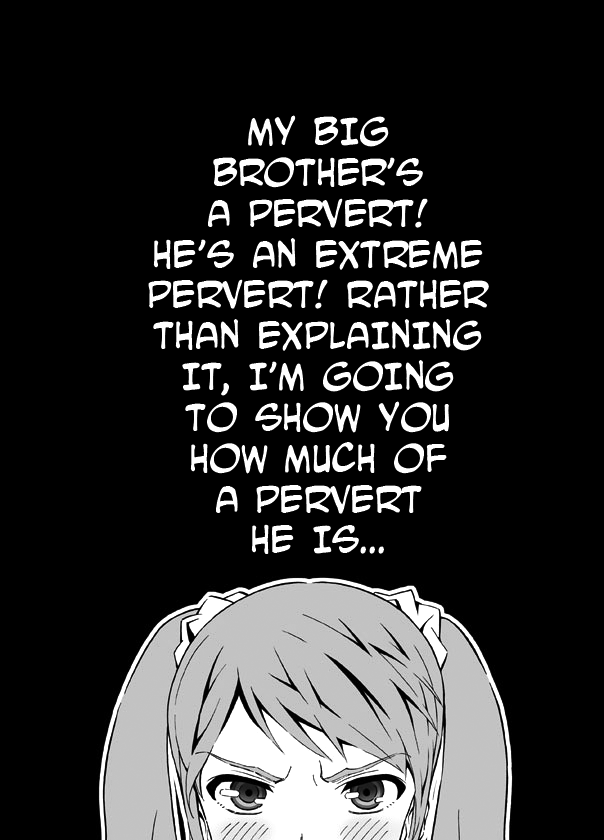 MY BIG
BROTHER'S
A PERVERT!
HE'S AN EXTREME
PERVERT! RATHER
THAN EXPLAINING
IT, I'M GOING
TO SHOW YOU
HOW MUCH OF
A PERVERT
HE IS...